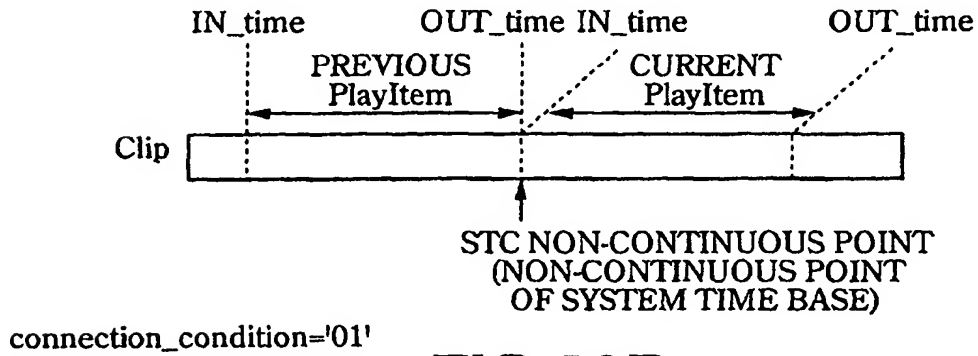 IN_time OUT_time IN_time OUT_time
PREVIOUS PlayItem
CURRENT PlayItem
Clip
STC NON-CONTINUOUS POINT
(NON-CONTINUOUS POINT
OF SYSTEM TIME BASE)
connection_condition='01'